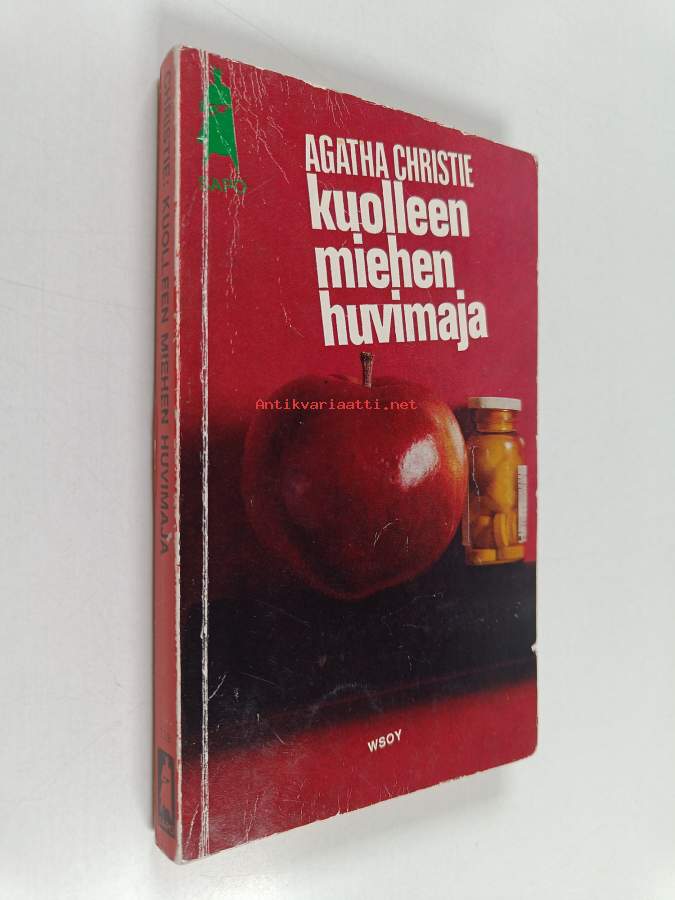 SAPO
AGATHA CHRISTIE
kuolleen
miehen
huvimaja
Antikvariaatti.net
WSOY
CHRISTIE: KUOLLEEN MIEHEN HUVIMAJA